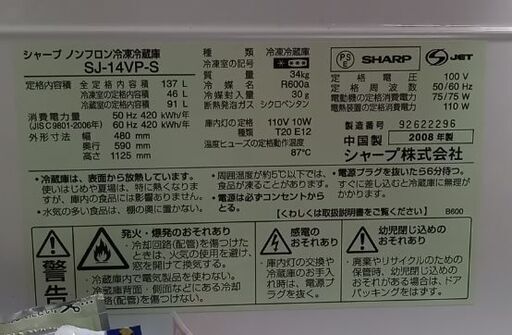 シャープ ノンフロン冷凍冷蔵庫
SJ-14VP-S
定格内容積 全定格内容積 137 L
冷凍室の定格内容積 46 L
冷蔵室の定格内容積 91 L
消費電力量 50 Hz 420 kWh/年
(JIS C 9801-2006年) 60 Hz 420 kWh/年
外形寸法 幅 480 mm
奥行 590 mm
高さ 1125 mm
種類 冷凍冷蔵庫
冷凍室の記号
質量 34kg
冷媒 R600a
冷媒封入量 30g
断熱発泡ガス シクロペンタン
庫内灯の定格 110V 10W
T20 E12
温度ヒューズの定格動作温度
87℃
PS
E
SHARP
S JET
定格電圧 100 V
定格周波数 50/60 Hz
電動機の定格消費電力 75/75 W
電熱装置の定格消費電力 110 W
製造番号 92622296
中国製 2008年製
シャープ株式会社
・冷蔵庫は、表面から放熱しています。
使いはじめや夏場は、特に熱くなりますが、庫内の食品には影響ありません。
・水気の多い食品は、棚の奥に置かない。
・周囲温度が約5℃以下では、食品が凍ることがあります。
・電源は必ずコンセントからとる。
・電源プラグを抜いたら6分待つ。
すぐに差し込むと冷蔵庫に無理がかかります。
【くわしくは取扱説明書をご覧ください】
B600
警告
発火・爆発のおそれあり
・冷却回路(配管)を傷つけたときは、火気の使用を避け、窓を開け換気する。
・冷蔵庫内で電気製品を使わない。
・冷蔵庫背面・側面などの冷却回路(配管)を傷つけない
感電のおそれあり
・庫内灯の交換や冷蔵庫のお手入れ時は、電源プラグを抜く。
幼児閉じ込めのおそれあり
・廃棄やリサイクルのための保管時は、幼児閉じ込めのおそれがあるため、ドアパッキングをはずす。